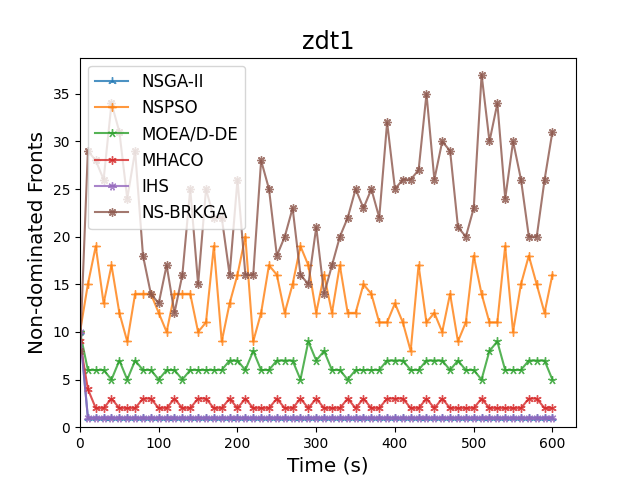 zdt1
NSGA-II
NSPSO
MOEA/D-DE
MHACO
IHS
NS-BRKGA
Non-dominated Fronts
35
30
25
20
15
10
5
0
0 100 200 300 400 500 600
Time (s)